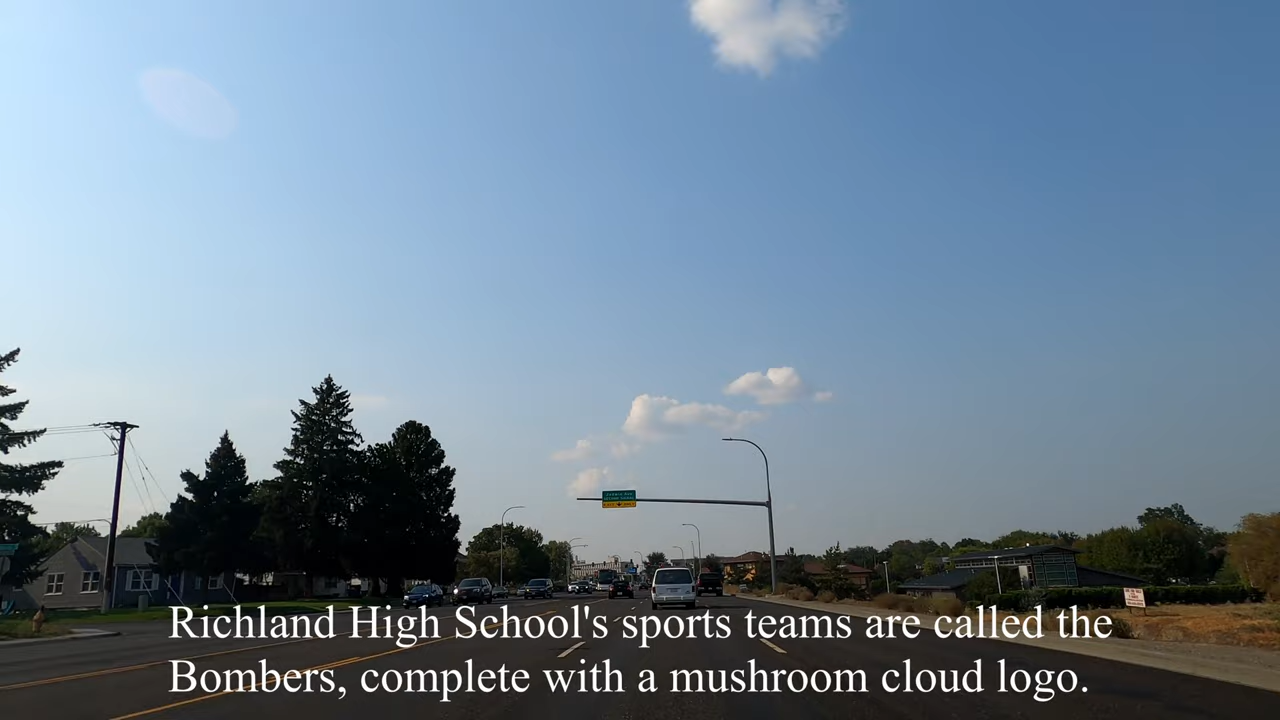 Richland High School's sports teams are called the
Bombers, complete with a mushroom cloud logo.